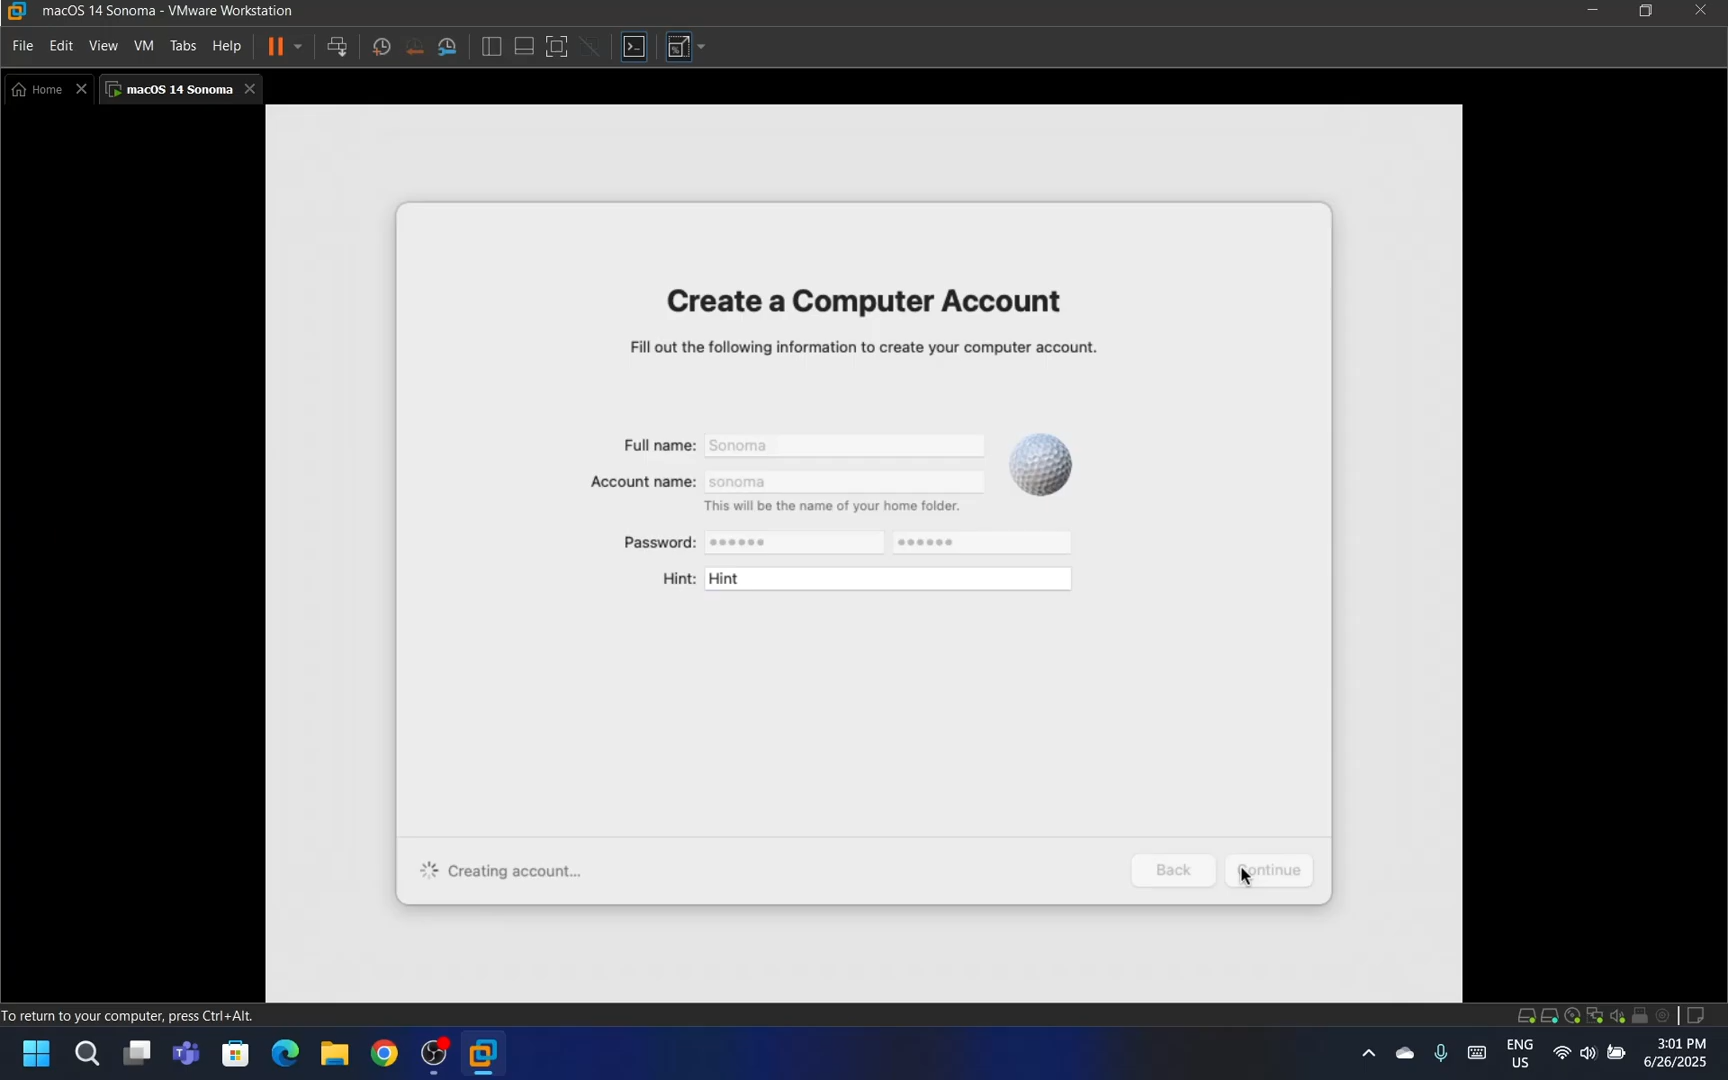 macOS 14 Sonoma - VMware Workstation
File Edit View VM Tabs Help
Home macOS 14 Sonoma
Create a Computer Account
Fill out the following information to create your computer account.
Full name: Sonoma
Account name: sonoma
This will be the name of your home folder.
Password: ●●●●●● ●●●●●●
Hint: Hint
Creating account...
Back Continue
To return to your computer, press Ctrl+Alt.
ENG
US
3:01 PM
6/26/2025